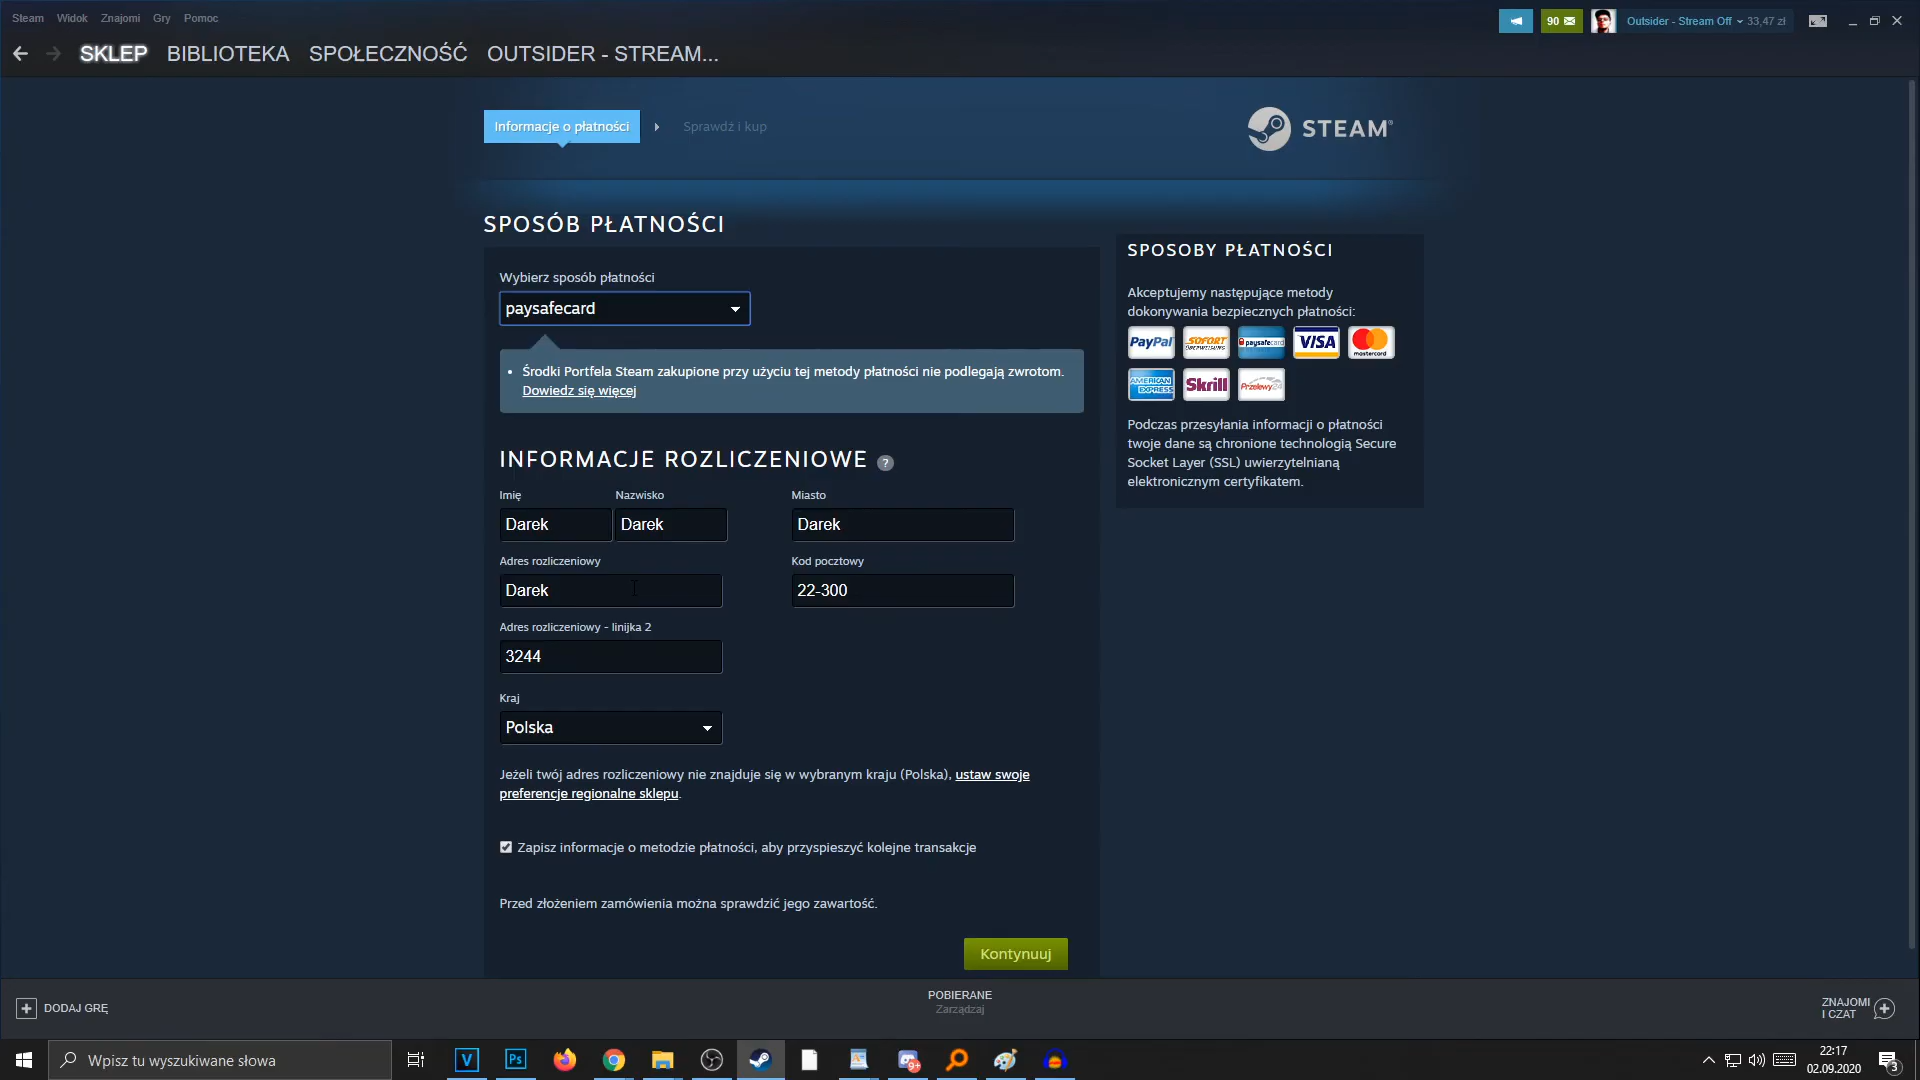 Steam Widok Znajomi Gry Pomoc
90
Outsider - Stream Off 33,47 zł
SKLEP BIBLIOTEKA SPOŁECZNOŚĆ OUTSIDER - STREAM...
Informacje o płatności Sprawdź i kup
STEAM®
SPOSÓB PŁATNOŚCI
Wybierz sposób płatności
paysafecard
• Środki Portfela Steam zakupione przy użyciu tej metody płatności nie podlegają zwrotom.
Dowiedz się więcej
INFORMACJE ROZLICZENIOWE ?
Imię Nazwisko Miasto
Darek Darek Darek
Adres rozliczeniowy Kod pocztowy
Darek 22-300
Adres rozliczeniowy - linijka 2
3244
Kraj
Polska
Jeżeli twój adres rozliczeniowy nie znajduje się w wybranym kraju (Polska), ustaw swoje
preferencje regionalne sklepu.
Zapisz informacje o metodzie płatności, aby przyspieszyć kolejne transakcje
Przed złożeniem zamówienia można sprawdzić jego zawartość.
Kontynuuj
SPOSOBY PŁATNOŚCI
Akceptujemy następujące metody
dokonywania bezpiecznych płatności:
PayPal SOFORT ÜBERWEISUNG paysafecard VISA mastercard
AMERICAN EXPRESS Skrill Przelewy24
Podczas przesyłania informacji o płatności
twoje dane są chronione technologią Secure
Socket Layer (SSL) uwierzytelnianą
elektronicznym certyfikatem.
DODAJ GRĘ
POBIERANE
Zarządzaj
ZNAJOMI
I CZAT
Wpisz tu wyszukiwane słowa
V
Ps
9+
22:17
02.09.2020
3